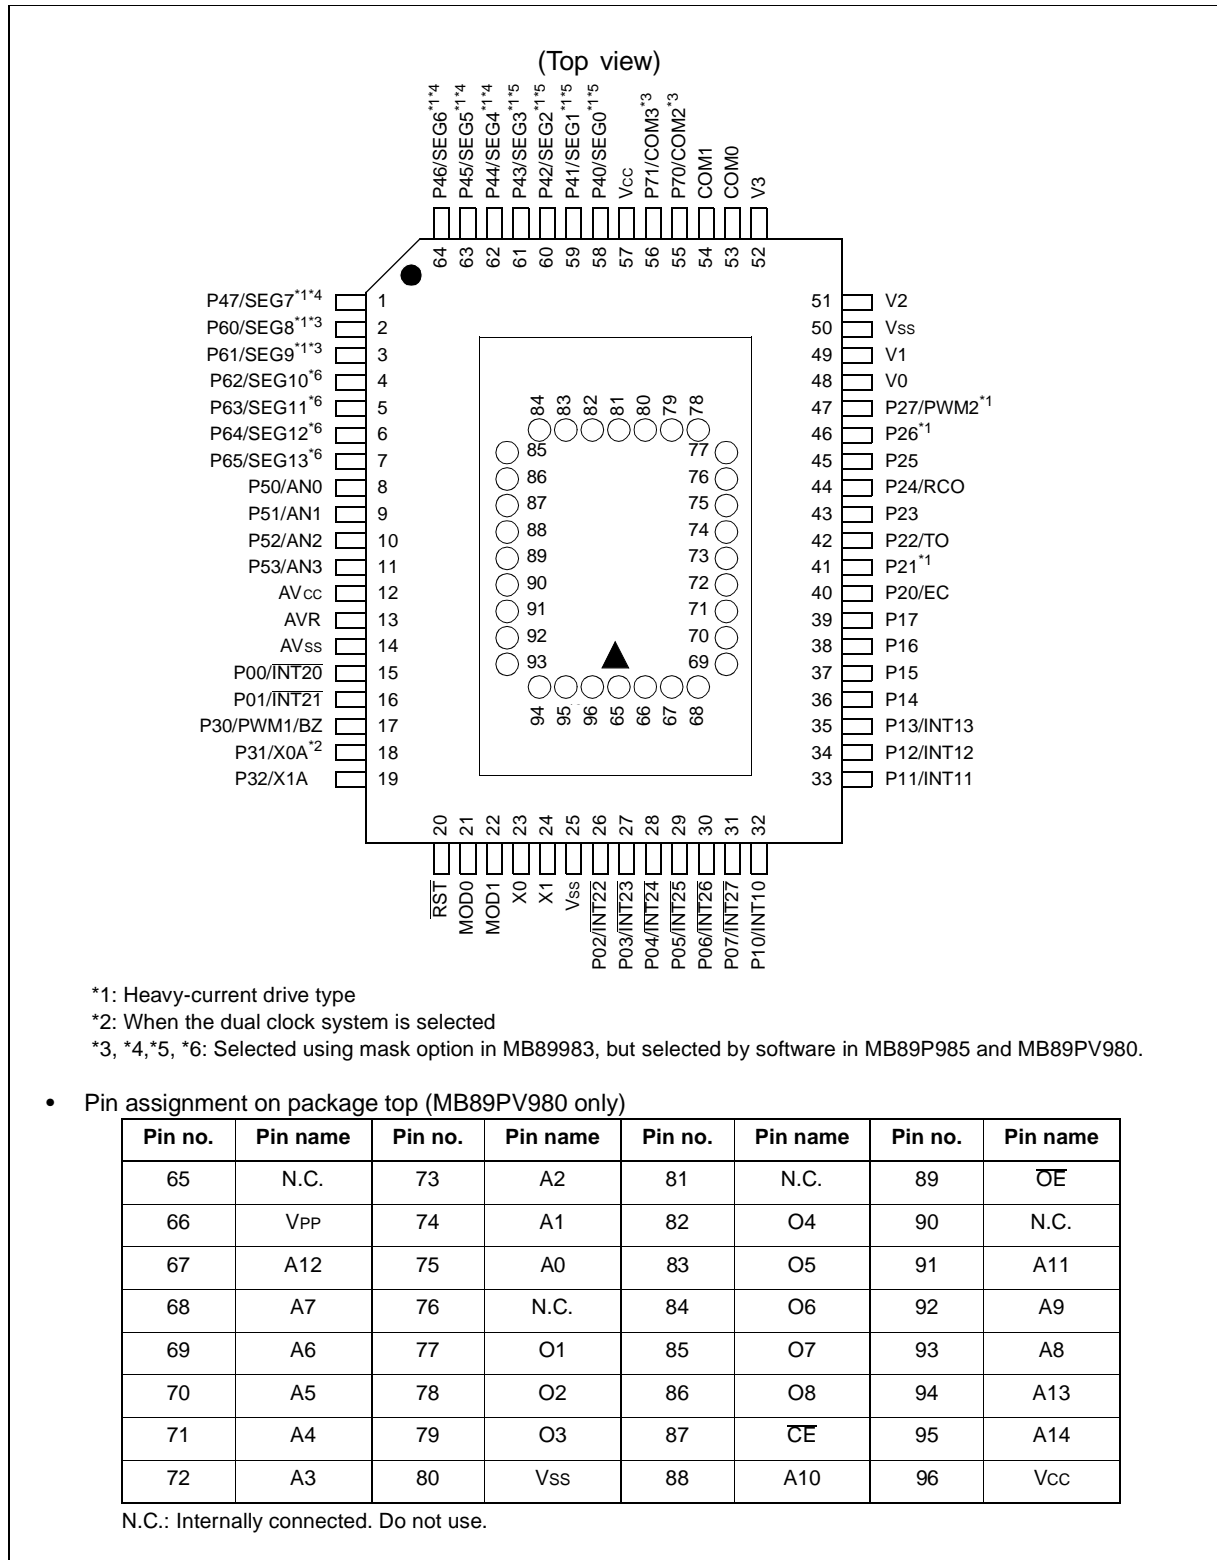 (Top view)
P46/SEG6*1*4
P45/SEG5*1*4
P44/SEG4*1*4
P43/SEG3*1*5
P42/SEG2*1*5
P41/SEG1*1*5
P40/SEG0*1*5
Vcc
P71/COM3*3
P70/COM2*3
COM1
COM0
V3
64 63 62 61 60 59 58 57 56 55 54 53 52
P47/SEG7*1*4 1
P60/SEG8*1*3 2
P61/SEG9*1*3 3
P62/SEG10*6 4
P63/SEG11*6 5
P64/SEG12*6 6
P65/SEG13*6 7
P50/AN0 8
P51/AN1 9
P52/AN2 10
P53/AN3 11
AVcc 12
AVR 13
AVss 14
P00/INT20 15
P01/INT21 16
P30/PWM1/BZ 17
P31/X0A*2 18
P32/X1A 19
84 83 82 81 80 79 78
85 77
86 76
87 75
88 74
89 73
90 72
91 71
92 70
93 69
94 95 96 65 66 67 68
51 V2
50 Vss
49 V1
48 V0
47 P27/PWM2*1
46 P26*1
45 P25
44 P24/RCO
43 P23
42 P22/TO
41 P21*1
40 P20/EC
39 P17
38 P16
37 P15
36 P14
35 P13/INT13
34 P12/INT12
33 P11/INT11
20 21 22 23 24 25 26 27 28 29 30 31 32
RST
MOD0
MOD1
X0
X1
Vss
P02/INT22
P03/INT23
P04/INT24
P05/INT25
P06/INT26
P07/INT27
P10/INT10
*1: Heavy-current drive type
*2: When the dual clock system is selected
*3, *4,*5, *6: Selected using mask option in MB89983, but selected by software in MB89P985 and MB89PV980.
• Pin assignment on package top (MB89PV980 only)
Pin no. Pin name Pin no. Pin name Pin no. Pin name Pin no. Pin name
65 N.C. 73 A2 81 N.C. 89 OE
66 VPP 74 A1 82 O4 90 N.C.
67 A12 75 A0 83 O5 91 A11
68 A7 76 N.C. 84 O6 92 A9
69 A6 77 O1 85 O7 93 A8
70 A5 78 O2 86 O8 94 A13
71 A4 79 O3 87 CE 95 A14
72 A3 80 Vss 88 A10 96 Vcc
N.C.: Internally connected. Do not use.